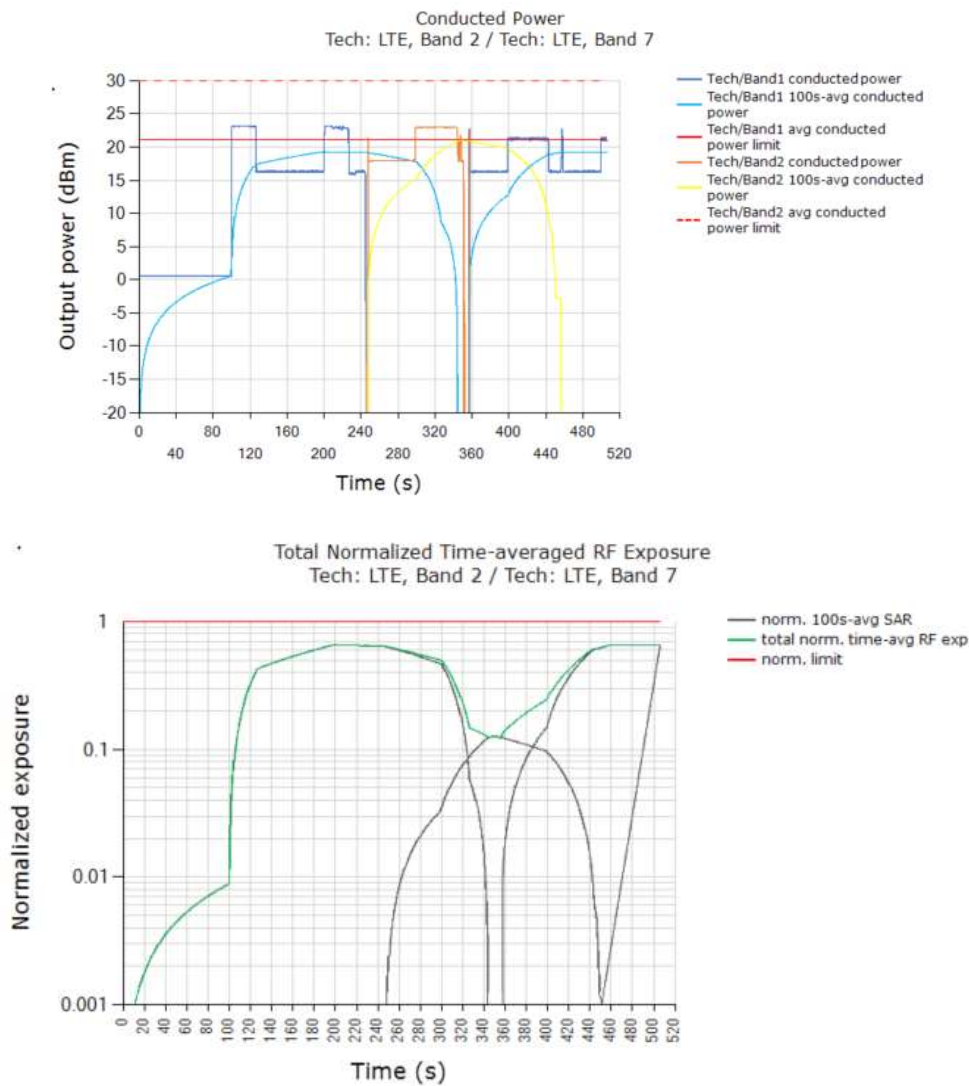 Conducted Power
Tech: LTE, Band 2 / Tech: LTE, Band 7
Output power (dBm)
30
25
20
15
10
5
0
-5
-10
-15
-20
0 80 160 240 320 400 480
40 120 200 280 360 440 520
Time (s)
Tech/Band1 conducted power
Tech/Band1 100s-avg conducted
power
Tech/Band1 avg conducted
power limit
Tech/Band2 conducted power
Tech/Band2 100s-avg conducted
power
Tech/Band2 avg conducted
power limit
Total Normalized Time-averaged RF Exposure
Tech: LTE, Band 2 / Tech: LTE, Band 7
Normalized exposure
1
0.1
0.01
0.001
0 20 40 60 80 100 120 140 160 180 200 220 240 260 280 300 320 340 360 380 400 420 440 460 480 500 520
Time (s)
norm. 100s-avg SAR
total norm. time-avg RF exp
norm. limit